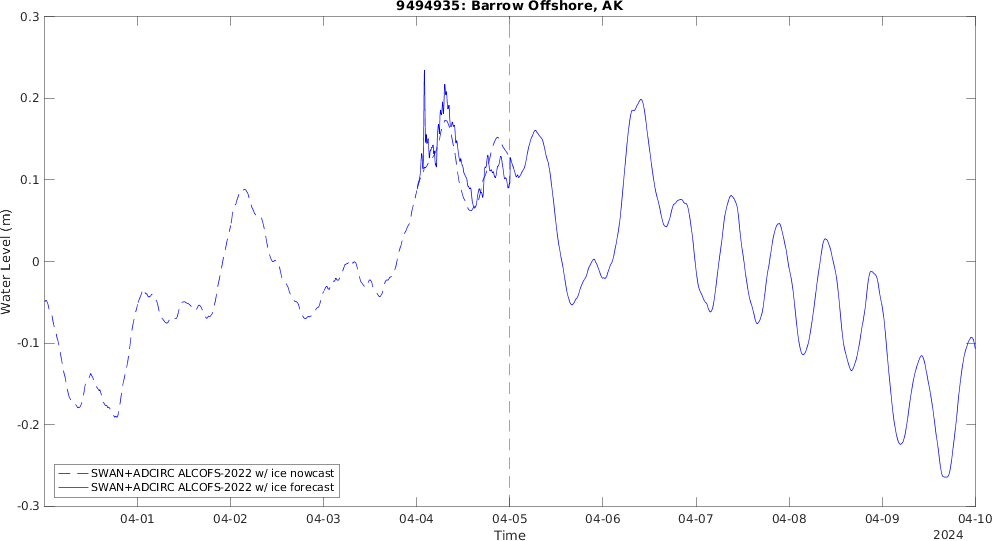 9494935: Barrow Offshore, AK
0.3
0.2
0.1
0
-0.1
-0.2
-0.3
Water Level (m)
SWAN+ADCIRC ALCOFS-2022 w/ ice nowcast
SWAN+ADCIRC ALCOFS-2022 w/ ice forecast
04-01 04-02 04-03 04-04 04-05 04-06 04-07 04-08 04-09 04-10
Time
2024